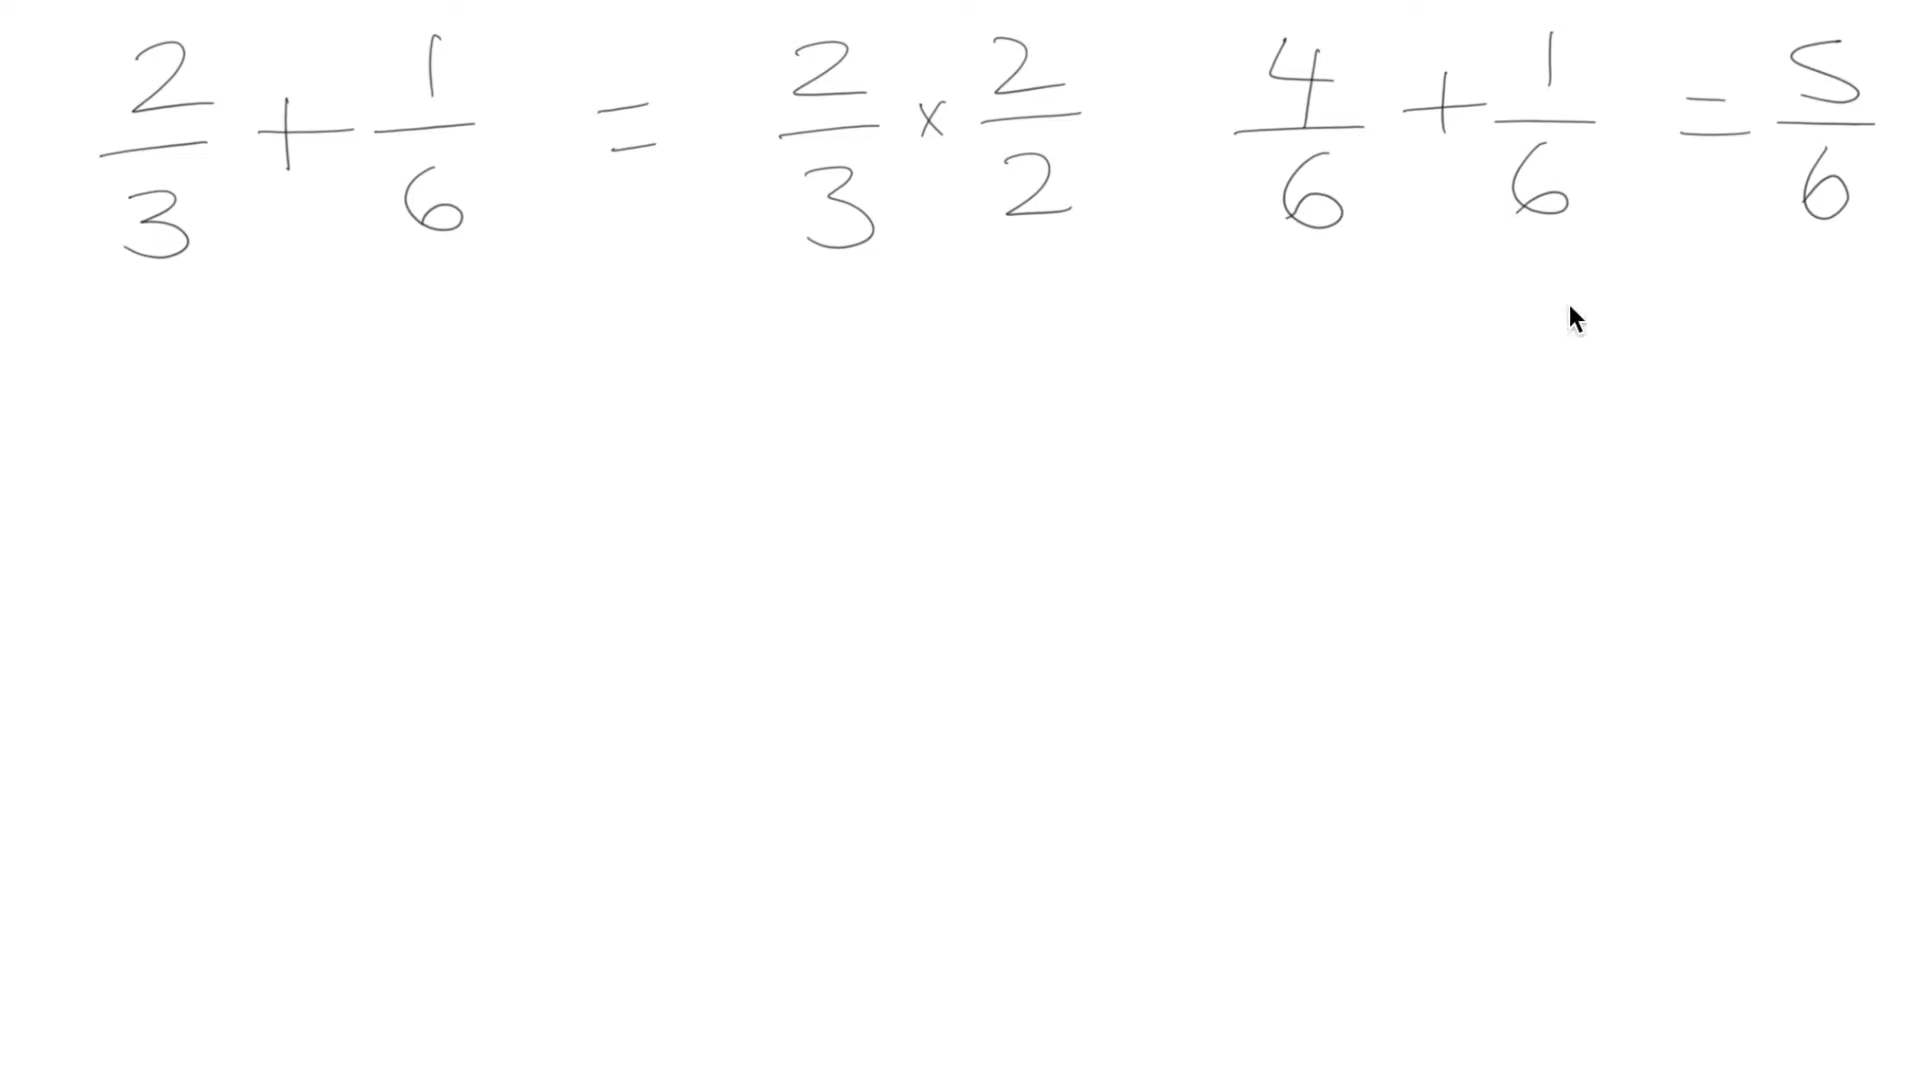 2/3 + 1/6 = 2/3 x 2/2 4/6 + 1/6 = 5/6